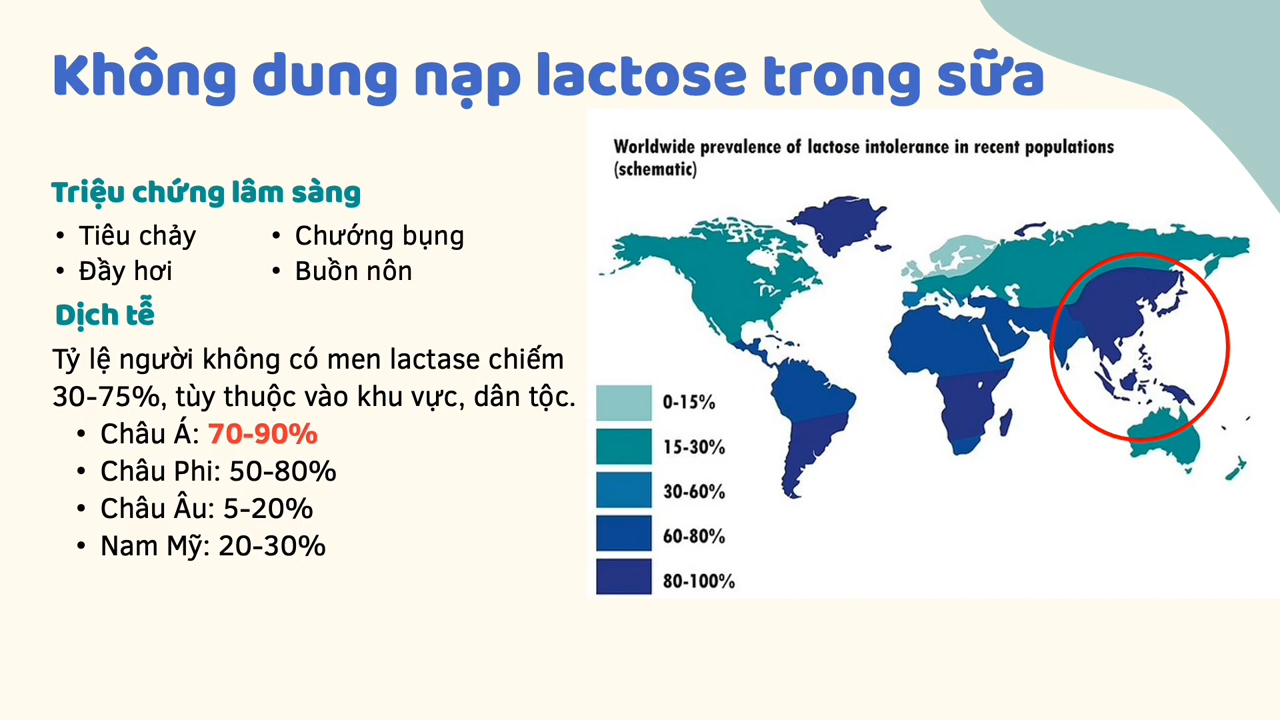 Không dung nạp lactose trong sữa
Triệu chứng lâm sàng
• Tiêu chảy
• Chướng bụng
• Đầy hơi
• Buồn nôn
Dịch tễ
Tỷ lệ người không có men lactase chiếm
30-75%, tùy thuộc vào khu vực, dân tộc.
• Châu Á: 70-90%
• Châu Phi: 50-80%
• Châu Âu: 5-20%
• Nam Mỹ: 20-30%
Worldwide prevalence of lactose intolerance in recent populations
(schematic)
0-15%
15-30%
30-60%
60-80%
80-100%